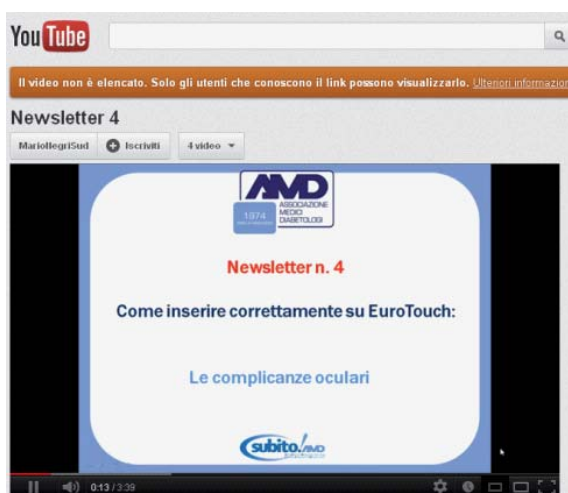 You Tube
Il video non è elencato. Solo gli utenti che conoscono il link possono visualizzarlo. Ulteriori informazion
Newsletter 4
MarioNegriSud
Iscriviti
4 video
AMD
ASSOCIAZIONE
MEDICI
DIABETOLOGI
1974
Newsletter n. 4
Come inserire correttamente su EuroTouch:
Le complicanze oculari
subito! AMD
0:13 / 3:39